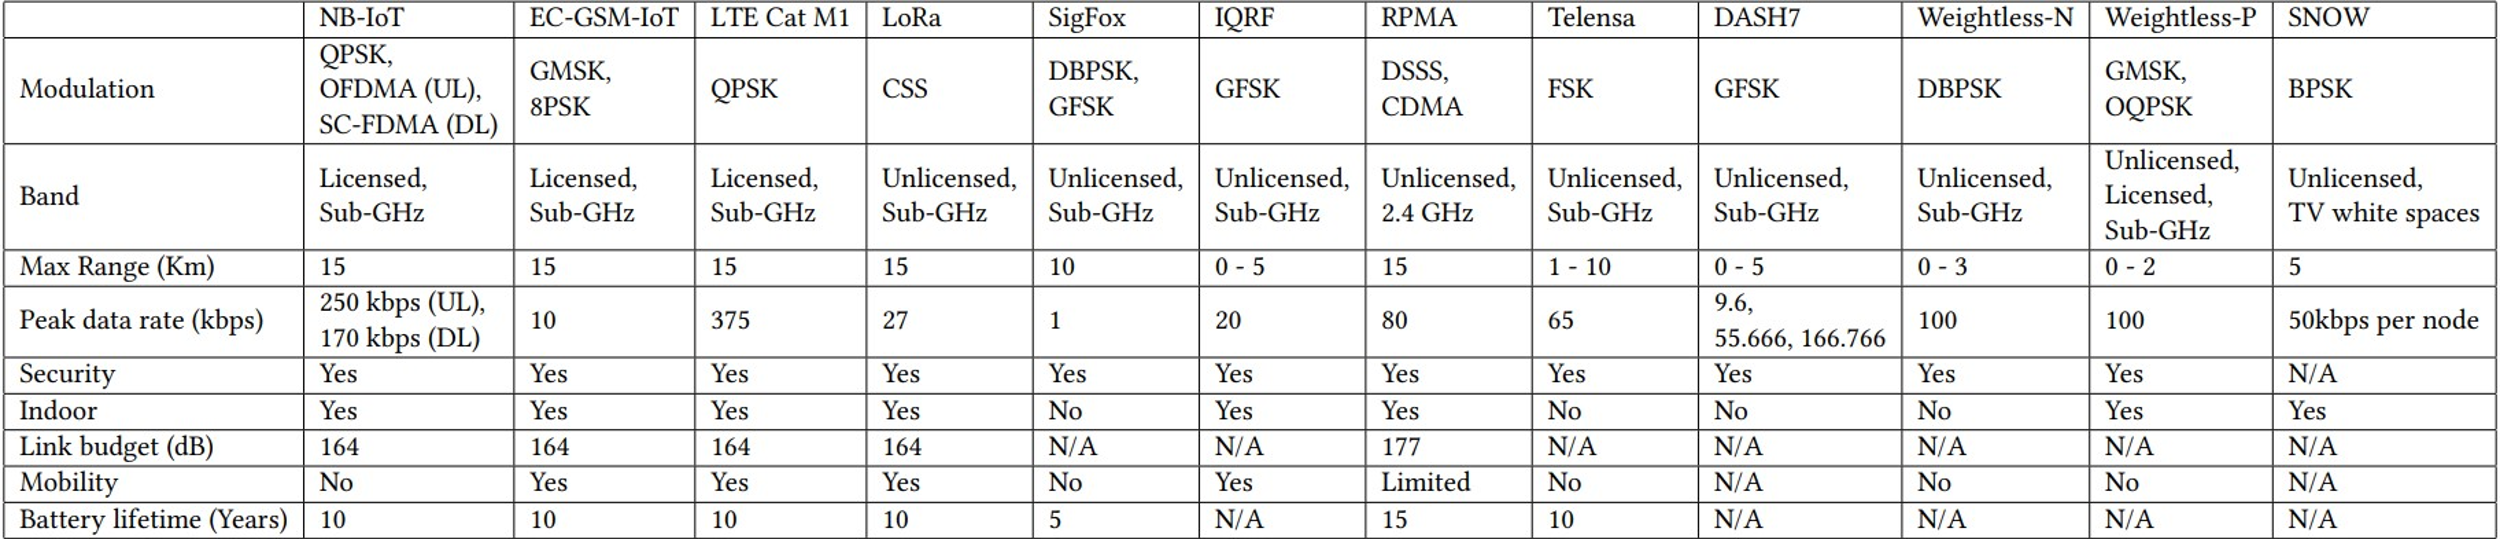 NB-IoT EC-GSM-IoT LTE Cat M1 LoRa SigFox IQRF RPMA Telensa DASH7 Weightless-N Weightless-P SNOW
Modulation
QPSK,
OFDMA (UL),
SC-FDMA (DL)
GMSK,
8PSK
QPSK
CSS
DBPSK,
GFSK
GFSK
DSSS,
CDMA
FSK
GFSK
DBPSK
GMSK,
OQPSK
BPSK
Band
Licensed,
Sub-GHz
Licensed,
Sub-GHz
Licensed,
Sub-GHz
Unlicensed,
Sub-GHz
Unlicensed,
Sub-GHz
Unlicensed,
Sub-GHz
Unlicensed,
2.4 GHz
Unlicensed,
Sub-GHz
Unlicensed,
Sub-GHz
Unlicensed,
Sub-GHz
Unlicensed,
Licensed,
Sub-GHz
Unlicensed,
TV white spaces
Max Range (Km) 15 15 15 15 10 0 - 5 15 1 - 10 0 - 5 0 - 3 0 - 2 5
Peak data rate (kbps)
250 kbps (UL),
170 kbps (DL)
10
375
27
1
20
80
65
9.6,
55.666, 166.766
100
100
50kbps per node
Security Yes Yes Yes Yes Yes Yes Yes Yes Yes Yes Yes N/A
Indoor Yes Yes Yes Yes No Yes Yes No No No Yes Yes
Link budget (dB) 164 164 164 164 N/A N/A 177 N/A N/A N/A N/A N/A
Mobility No Yes Yes Yes No Yes Limited No N/A No No N/A
Battery lifetime (Years) 10 10 10 10 5 N/A 15 10 N/A N/A N/A N/A